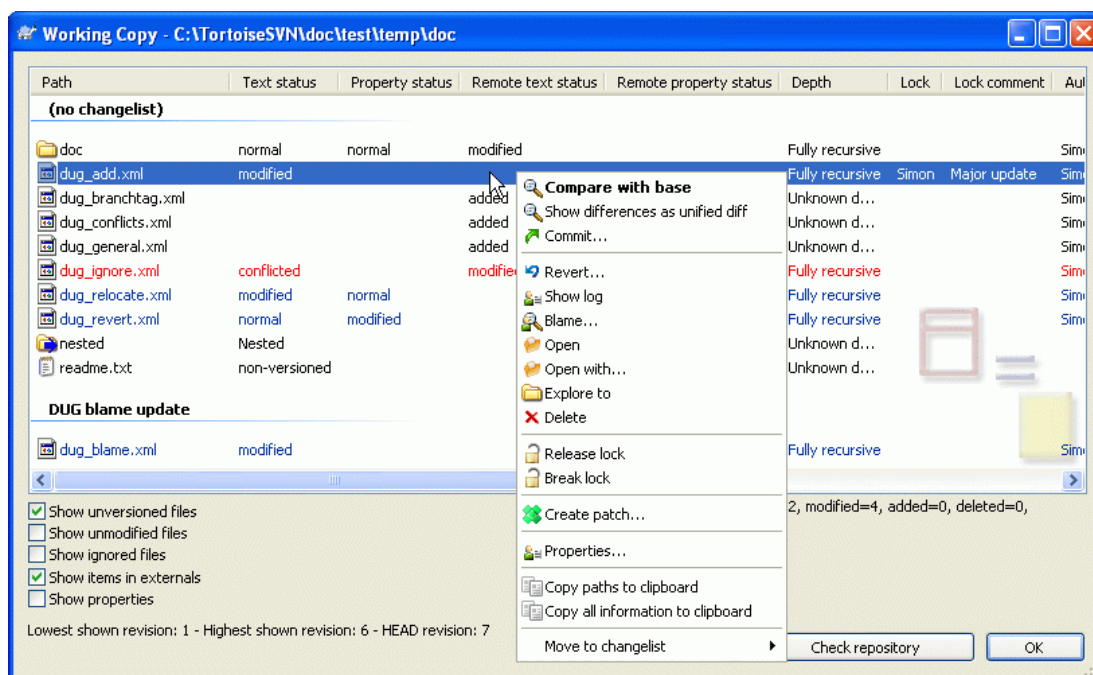 Working Copy - C:\TortoiseSVN\doc\test\temp\doc
Path Text status Property status Remote text status Remote property status Depth Lock Lock comment
(no changelist)
doc normal normal modified Fully recursive
dug_add.xml modified Fully recursive Simon Major update
dug_branchtag.xml added Unknown d...
dug_conflicts.xml added Unknown d...
dug_general.xml added Unknown d...
dug_ignore.xml conflicted Fully recursive
dug_relocate.xml modified normal Fully recursive
dug_revert.xml normal modified Fully recursive
nested Nested Unknown d...
readme.txt non-versioned Unknown d...
DUG blame update
dug_blame.xml modified Fully recursive
Compare with base
Show differences as unified diff
Commit...
Revert...
Show log
Blame...
Open
Open with...
Explore to
Delete
Release lock
Break lock
Create patch...
Properties...
Copy paths to clipboard
Copy all information to clipboard
Move to changelist
Show unversioned files
Show unmodified files
Show ignored files
Show items in externals
Show properties
2, modified=4, added=0, deleted=0,
Lowest shown revision: 1 - Highest shown revision: 6 - HEAD revision: 7
Check repository OK